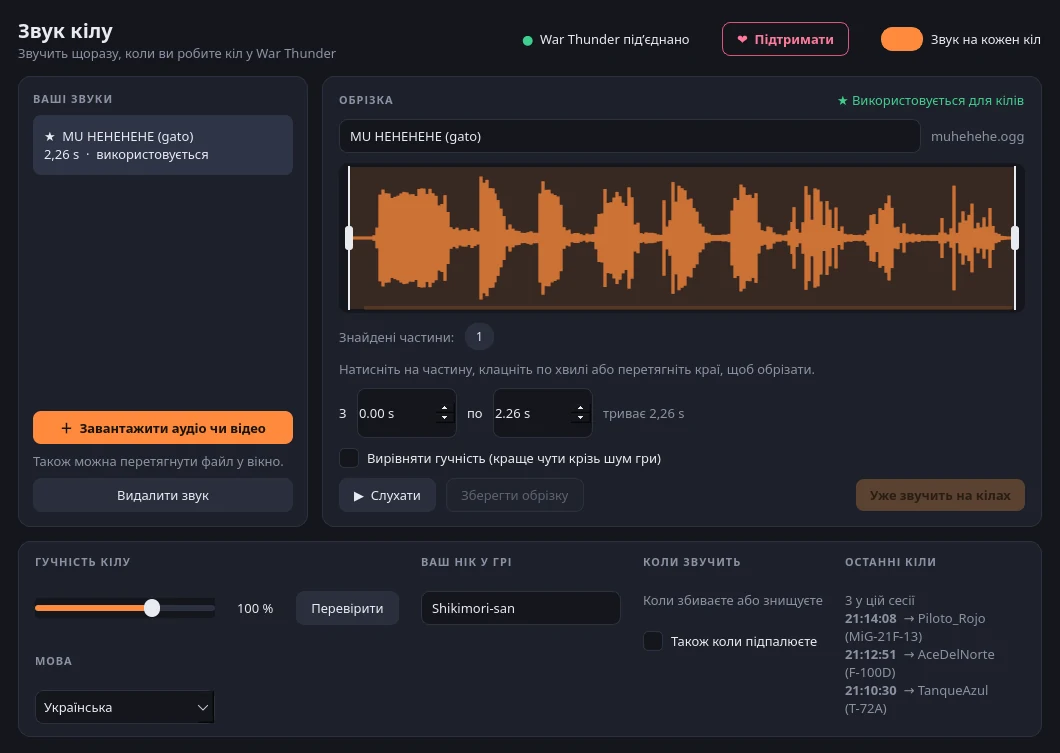 Звук кілу
Звучить щоразу, коли ви робите кіл у War Thunder
War Thunder під’єднано
❤ Підтримати
Звук на кожен кіл
ВАШІ ЗВУКИ
★ MU HEHEHEHE (gato)
2,26 s · використовується
+ Завантажити аудіо чи відео
Також можна перетягнути файл у вікно.
Видалити звук
ОБРІЗКА
★ Використовується для кілів
MU HEHEHEHE (gato)
muhehehe.ogg
Знайдені частини: 1
Натисніть на частину, клацніть по хвилі або перетягніть краї, щоб обрізати.
З 0.00 s по 2.26 s триває 2,26 s
Вирівняти гучність (краще чути крізь шум гри)
▶ Слухати
Зберегти обрізку
Уже звучить на кілах
ГУЧНІСТЬ КІЛУ
100 %
Перевірити
МОВА
Українська
ВАШ НІК У ГРІ
Shikimori-san
КОЛИ ЗВУЧИТЬ
Коли збиваєте або знищуєте
Також коли підпалюєте
ОСТАННІ КІЛИ
3 у цій сесії
21:14:08 → Piloto_Rojo
(MiG-21F-13)
21:12:51 → AceDelNorte
(F-100D)
21:10:30 → TanqueAzul
(T-72A)